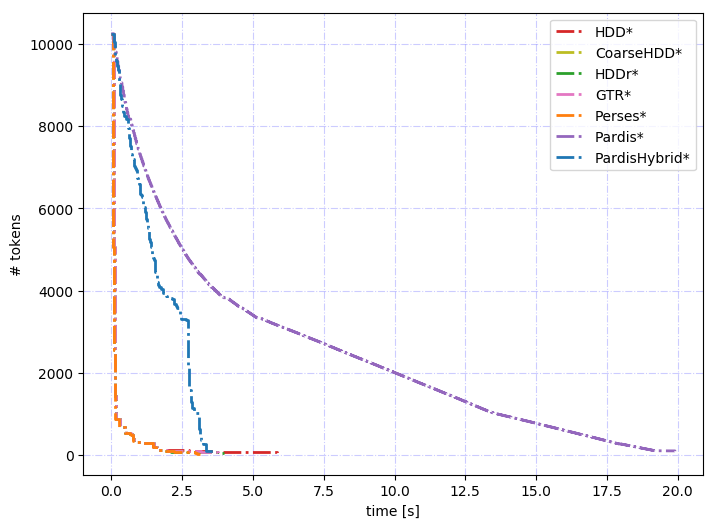 10000
8000
6000
4000
2000
0
# tokens
0.0 2.5 5.0 7.5 10.0 12.5 15.0 17.5 20.0
time [s]
HDD*
CoarseHDD*
HDDr*
GTR*
Perses*
Pardis*
PardisHybrid*